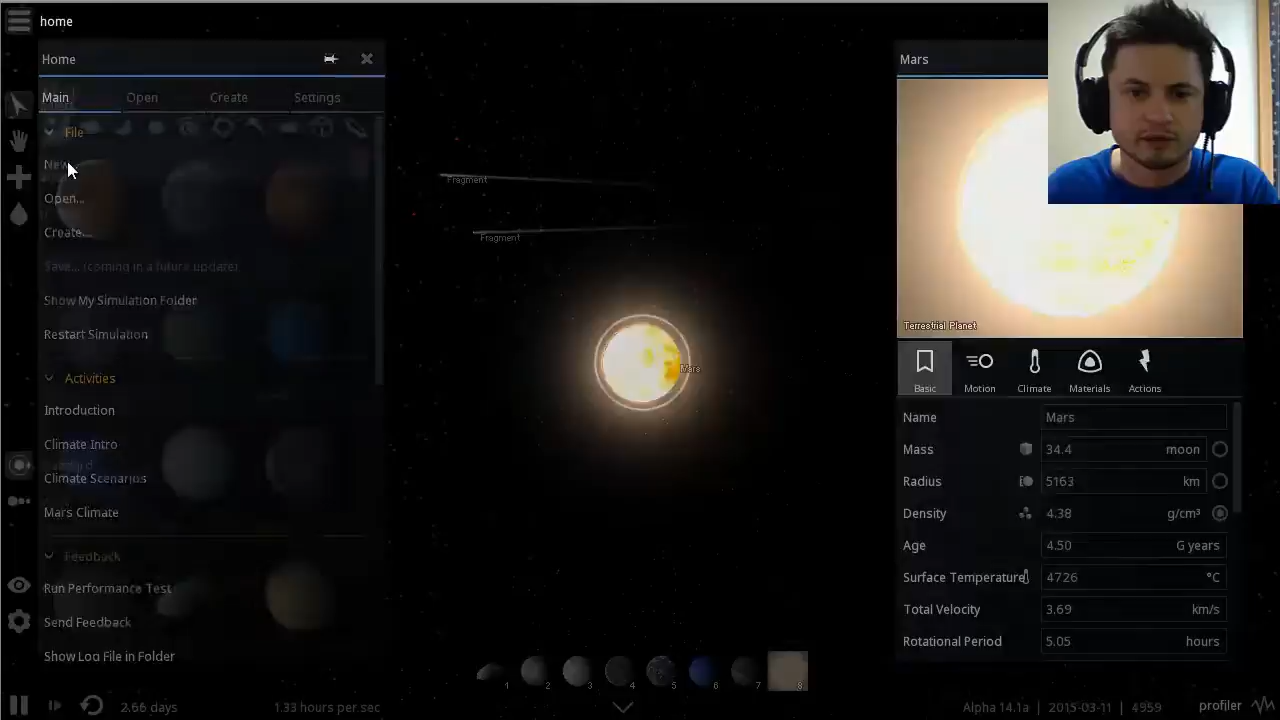 home
Home
Main Open Create Settings
File
New
Open...
Create...
Save... (coming in a future update)
Show My Simulation Folder
Restart Simulation
Activities
Introduction
Climate Intro
Climate Scenarios
Mars Climate
Feedback
Run Performance Test
Send Feedback
Show Log File in Folder
Fragment
Fragment
Mars
1 2 3 4 5 6 7 8
Mars
Terrestrial Planet
Basic Motion Climate Materials Actions
Name Mars
Mass 34.4 moon
Radius 5163 km
Density 4.38 g/cm³
Age 4.50 G years
Surface Temperature 4726 °C
Total Velocity 3.69 km/s
Rotational Period 5.05 hours
2.66 days 1.33 hours per sec
Alpha 14.1a | 2015-03-11 | 4959 profiler